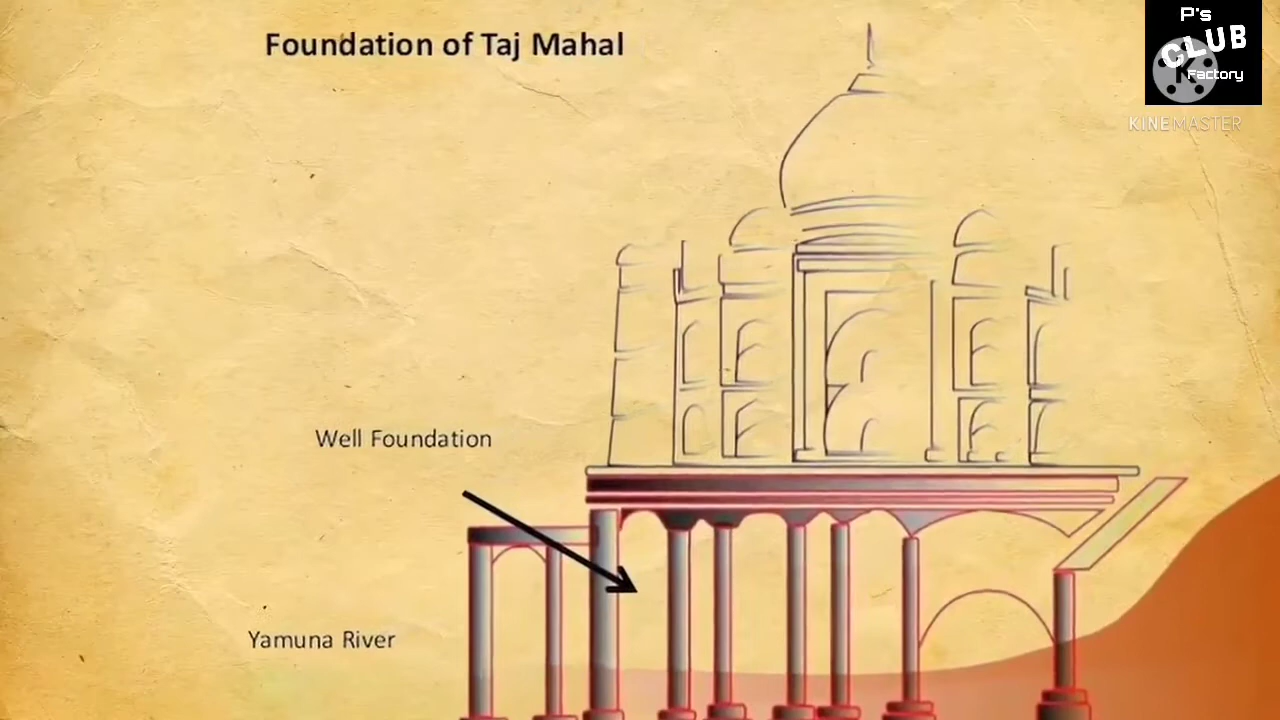 Foundation of Taj Mahal
P's
CLUB
Factory
KINEMASTER
Well Foundation
Yamuna River